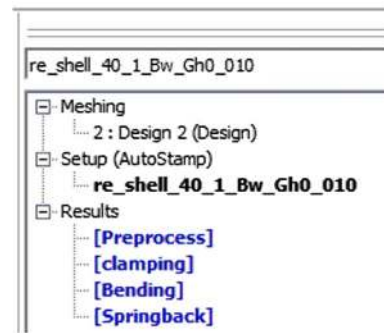 re_shell_40_1_Bw_Gh0_010
Meshing
2 : Design 2 (Design)
Setup (AutoStamp)
re_shell_40_1_Bw_Gh0_010
Results
[Preprocess]
[clamping]
[Bending]
[Springback]